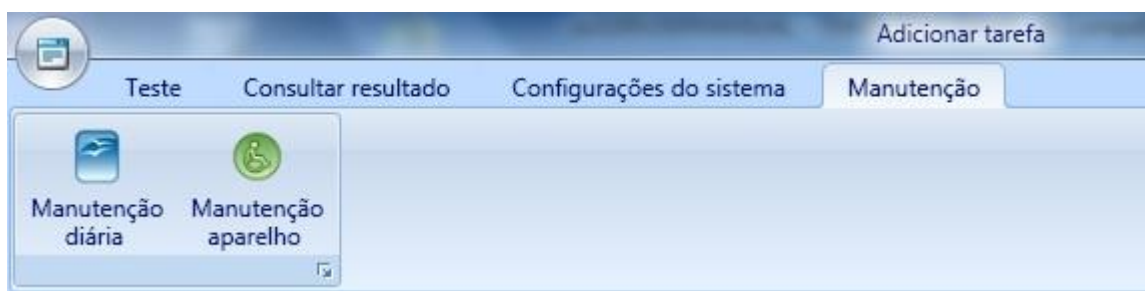 Adicionar tarefa
Teste Consultar resultado Configurações do sistema Manutenção
Manutenção diária
Manutenção aparelho